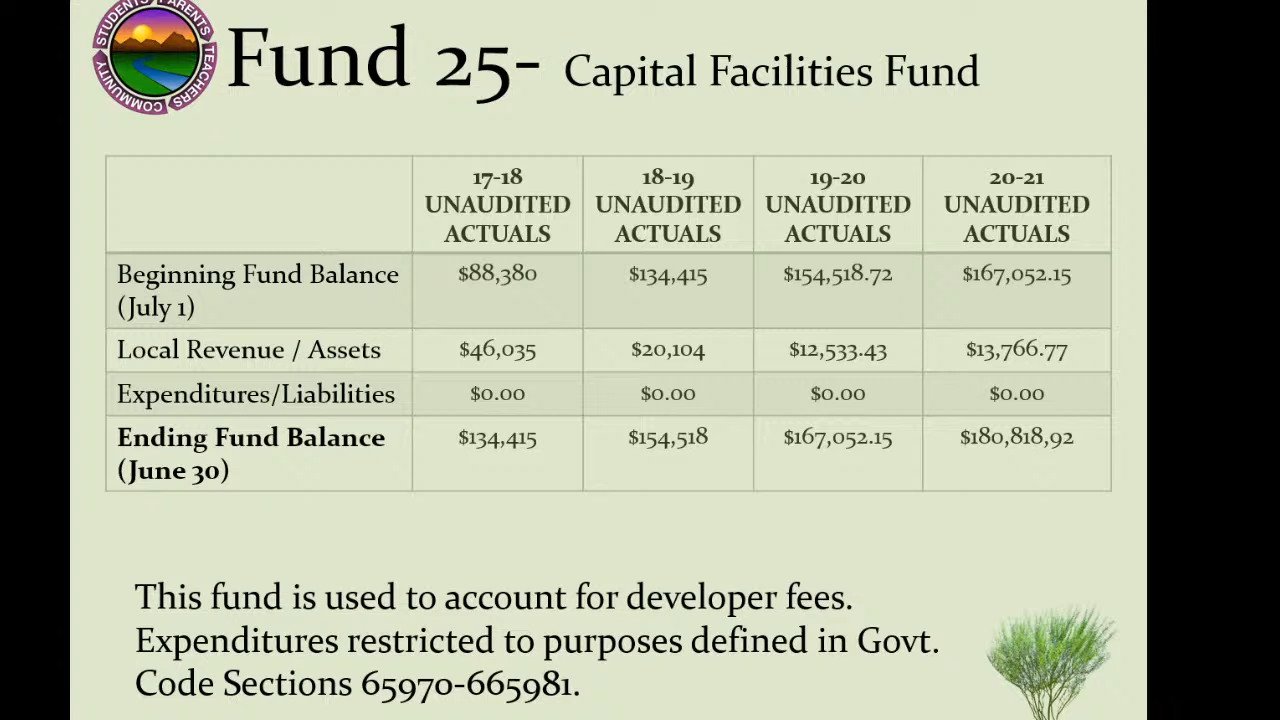 STUDENTS PARENTS TEACHERS COMMUNITY
Fund 25- Capital Facilities Fund
17-18 18-19 19-20 20-21
UNAUDITED UNAUDITED UNAUDITED UNAUDITED
ACTUALS ACTUALS ACTUALS ACTUALS
Beginning Fund Balance $88,380 $134,415 $154,518.72 $167,052.15
(July 1)
Local Revenue / Assets $46,035 $20,104 $12,533.43 $13,766.77
Expenditures/Liabilities $0.00 $0.00 $0.00 $0.00
Ending Fund Balance $134,415 $154,518 $167,052.15 $180,818,92
(June 30)
This fund is used to account for developer fees.
Expenditures restricted to purposes defined in Govt.
Code Sections 65970-665981.